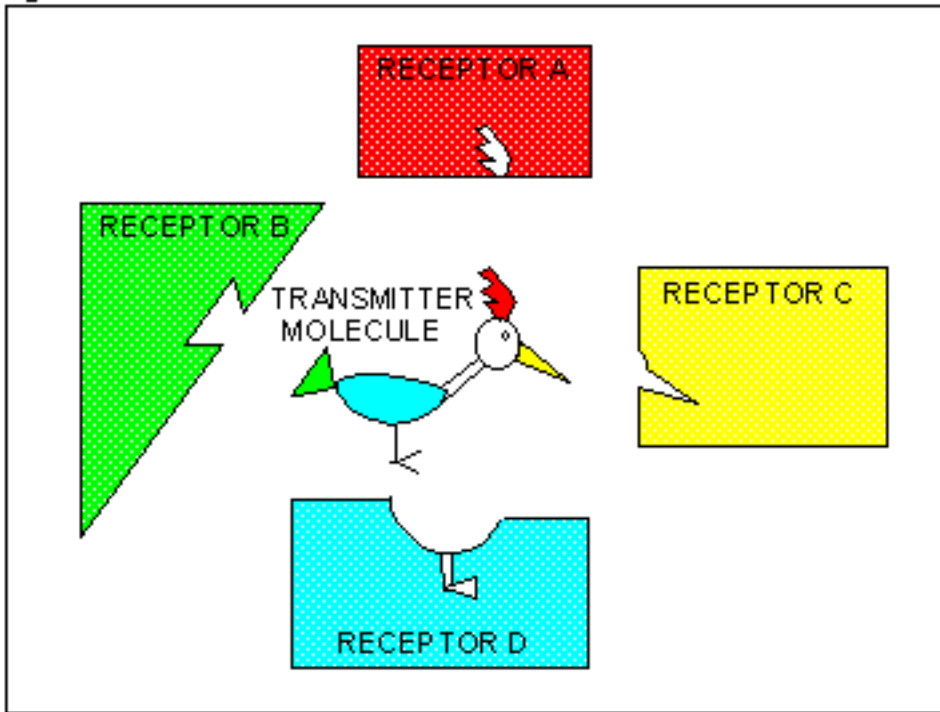 RECEPTOR A
RECEPTOR B
TRANSMITTER
MOLECULE
RECEPTOR C
RECEPTOR D